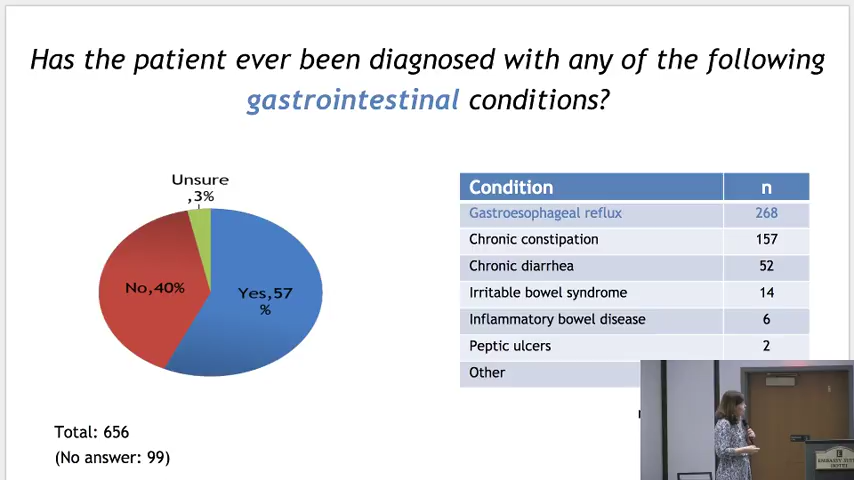 Has the patient ever been diagnosed with any of the following
gastrointestinal conditions?
Unsure
,3%
No,40%
Yes,57
%
Condition n
Gastroesophageal reflux 268
Chronic constipation 157
Chronic diarrhea 52
Irritable bowel syndrome 14
Inflammatory bowel disease 6
Peptic ulcers 2
Other
Total: 656
(No answer: 99)